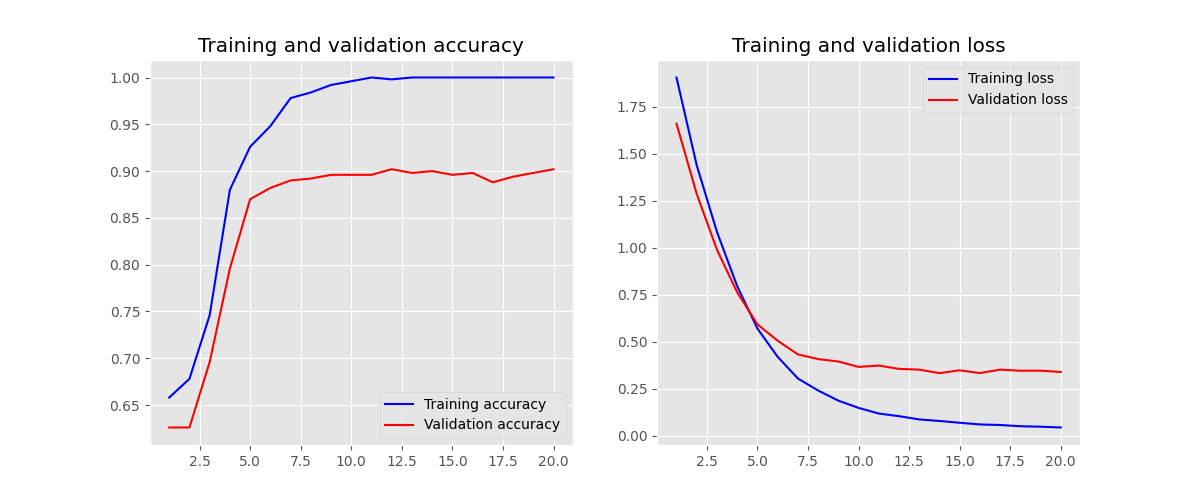 Training and validation accuracy
1.00
0.95
0.90
0.85
0.80
0.75
0.70
0.65
Training accuracy
Validation accuracy
2.5 5.0 7.5 10.0 12.5 15.0 17.5 20.0
Training and validation loss
Training loss
Validation loss
1.75
1.50
1.25
1.00
0.75
0.50
0.25
0.00
2.5 5.0 7.5 10.0 12.5 15.0 17.5 20.0